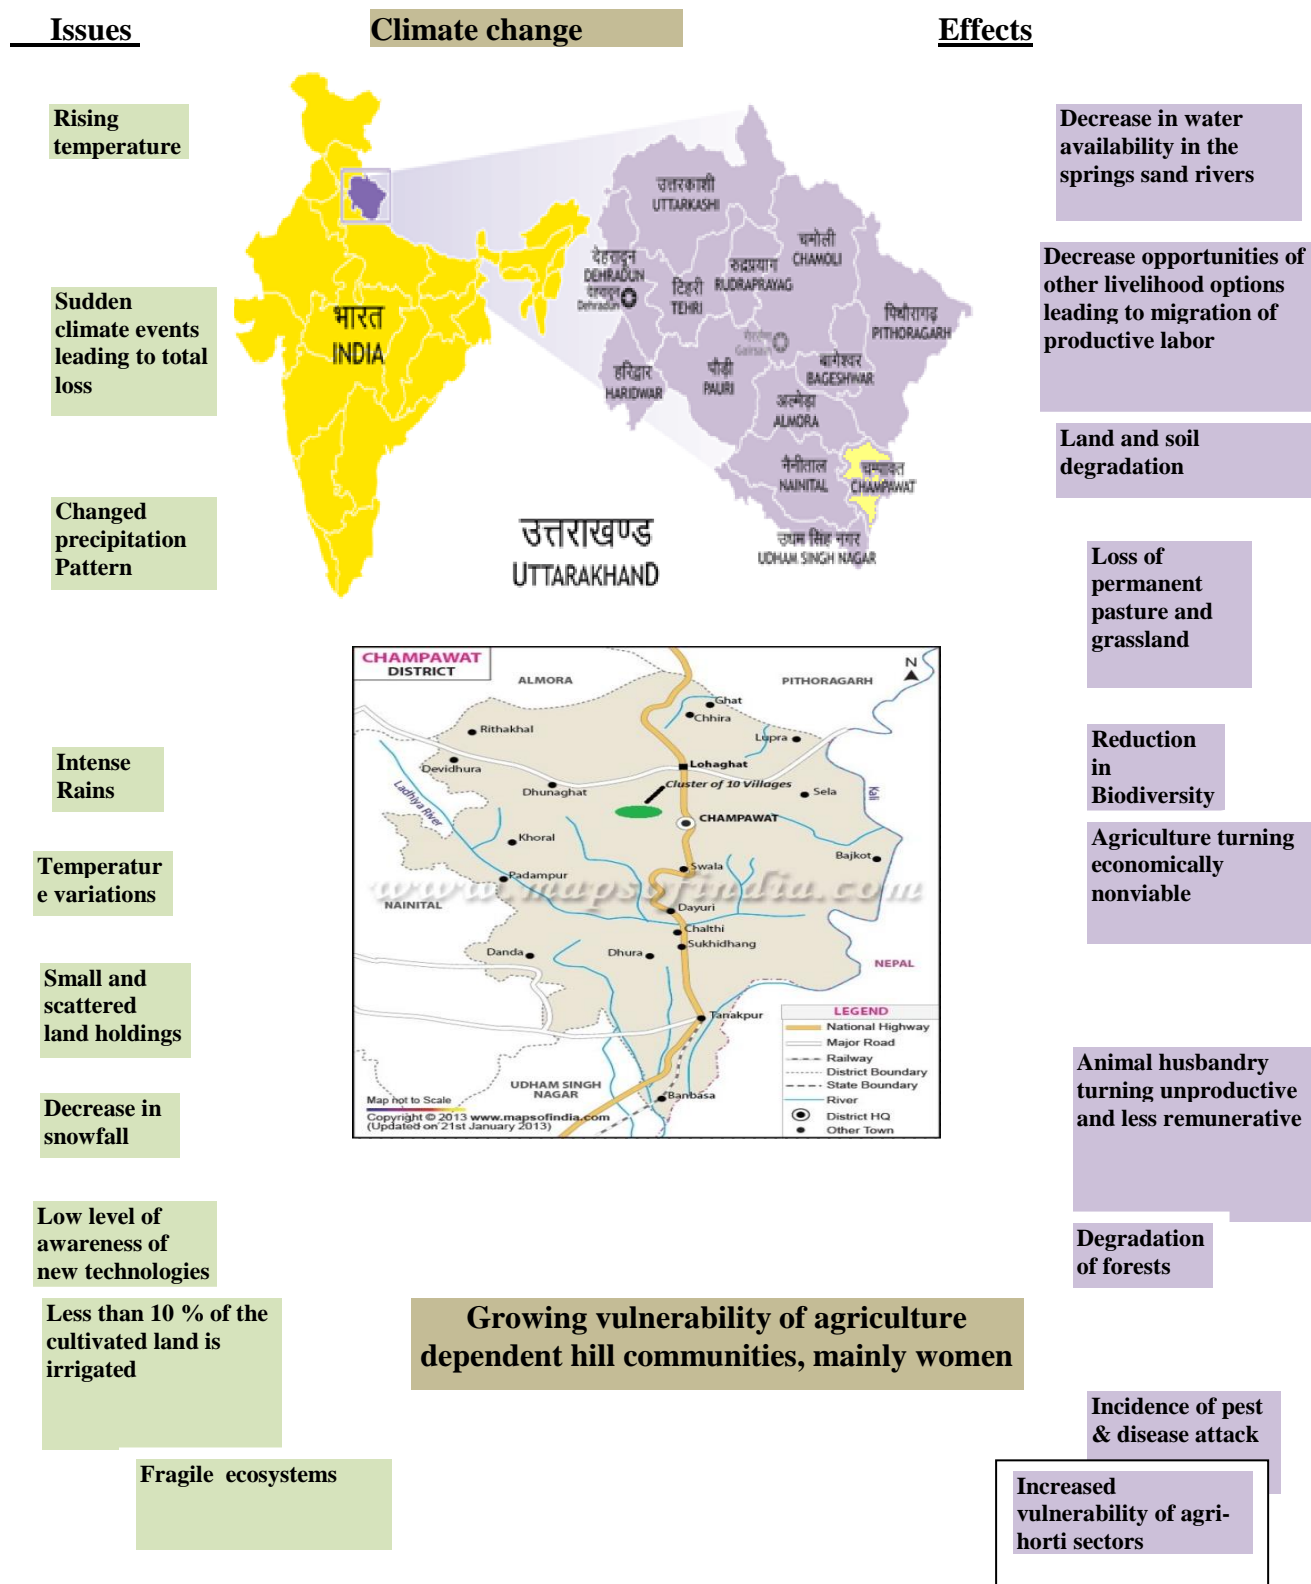 Issues
Climate change
Effects
Rising
temperature
Sudden
climate events
leading to total
loss
Changed
precipitation
Pattern
Intense
Rains
Temperatur
e variations
Small and
scattered
land holdings
Decrease in
snowfall
Low level of
awareness of
new technologies
Less than 10 % of the
cultivated land is
irrigated
Fragile ecosystems
भारत
INDIA
उत्तरकाशी
UTTARKASHI
चमोली
CHAMOLI
देहरादून
DEHRADUN
देहरादून
Dehradun
टिहरी
TEHRI
रुद्रप्रयाग
RUDRAPRAYAG
पिथौरागढ़
PITHORAGARH
हरिद्वार
HARIDWAR
पौड़ी
PAURI
बागेश्वर
BAGESHWAR
अल्मोड़ा
ALMORA
नैनीताल
NAINITAL
चम्पावत
CHAMPAWAT
उधम सिंह नगर
UDHAM SINGH NAGAR
उत्तराखण्ड
UTTARAKHAND
CHAMPAWAT
DISTRICT
ALMORA
PITHORAGARH
N
Ghat
Chhira
Rithakhal
Lupra
Devidhura
Lohaghat
Cluster of 10 Villages
Dhunaghat
Sela
Kali
Ladhiya River
CHAMPAWAT
Khoral
Bajkot
Swala
Padampur
www.mapsofindia.com
NAINITAL
Dayuri
Chalthi
Sukhidhang
Danda
Dhura
NEPAL
Tanakpur
UDHAM SINGH
NAGAR
Banbasa
Map not to Scale
Copyright © 2013 www.mapsofindia.com
(Updated on 21st January 2013)
LEGEND
National Highway
Major Road
Railway
District Boundary
State Boundary
River
District HQ
Other Town
Growing vulnerability of agriculture
dependent hill communities, mainly women
Decrease in water
availability in the
springs sand rivers
Decrease opportunities of
other livelihood options
leading to migration of
productive labor
Land and soil
degradation
Loss of
permanent
pasture and
grassland
Reduction
in
Biodiversity
Agriculture turning
economically
nonviable
Animal husbandry
turning unproductive
and less remunerative
Degradation
of forests
Incidence of pest
& disease attack
Increased
vulnerability of agri-
horti sectors